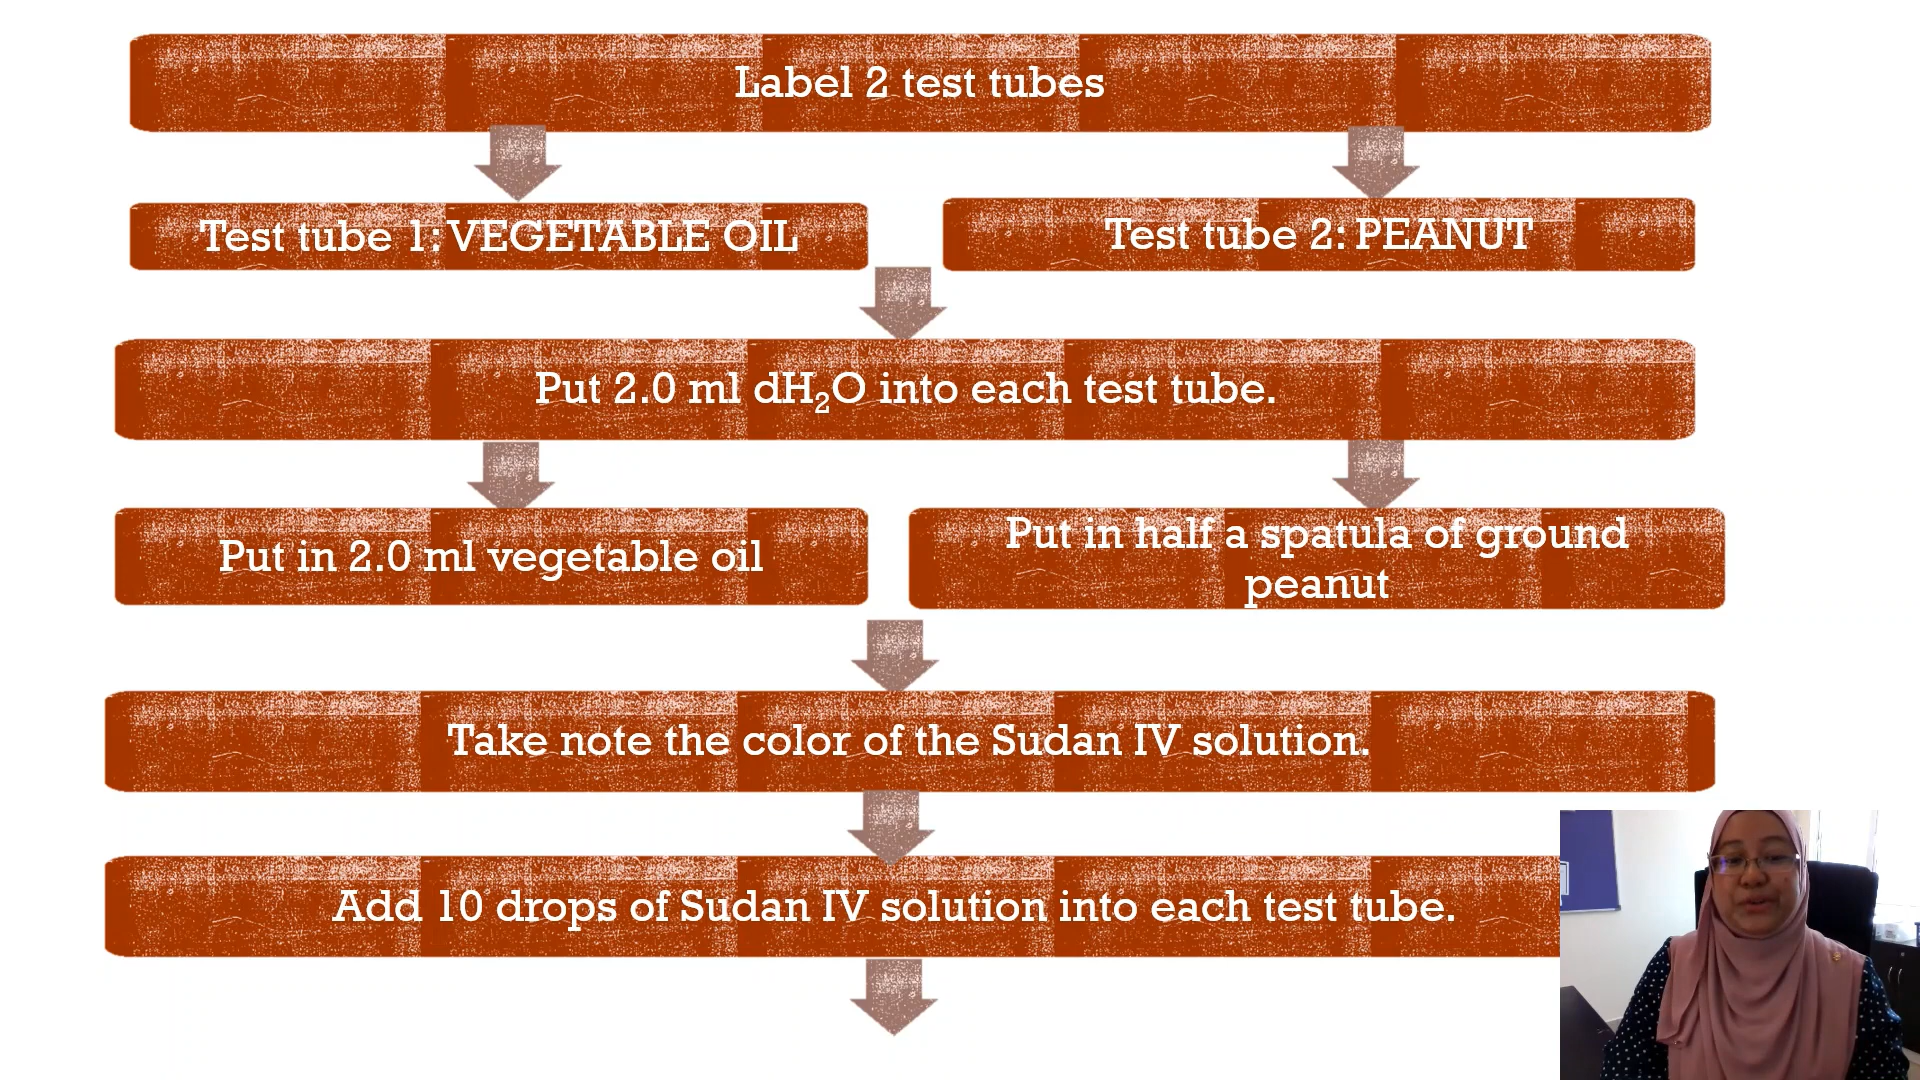 Label 2 test tubes
Test tube 1: VEGETABLE OIL
Test tube 2: PEANUT
Put 2.0 ml dH₂O into each test tube.
Put in 2.0 ml vegetable oil
Put in half a spatula of ground
peanut
Take note the color of the Sudan IV solution.
Add 10 drops of Sudan IV solution into each test tube.